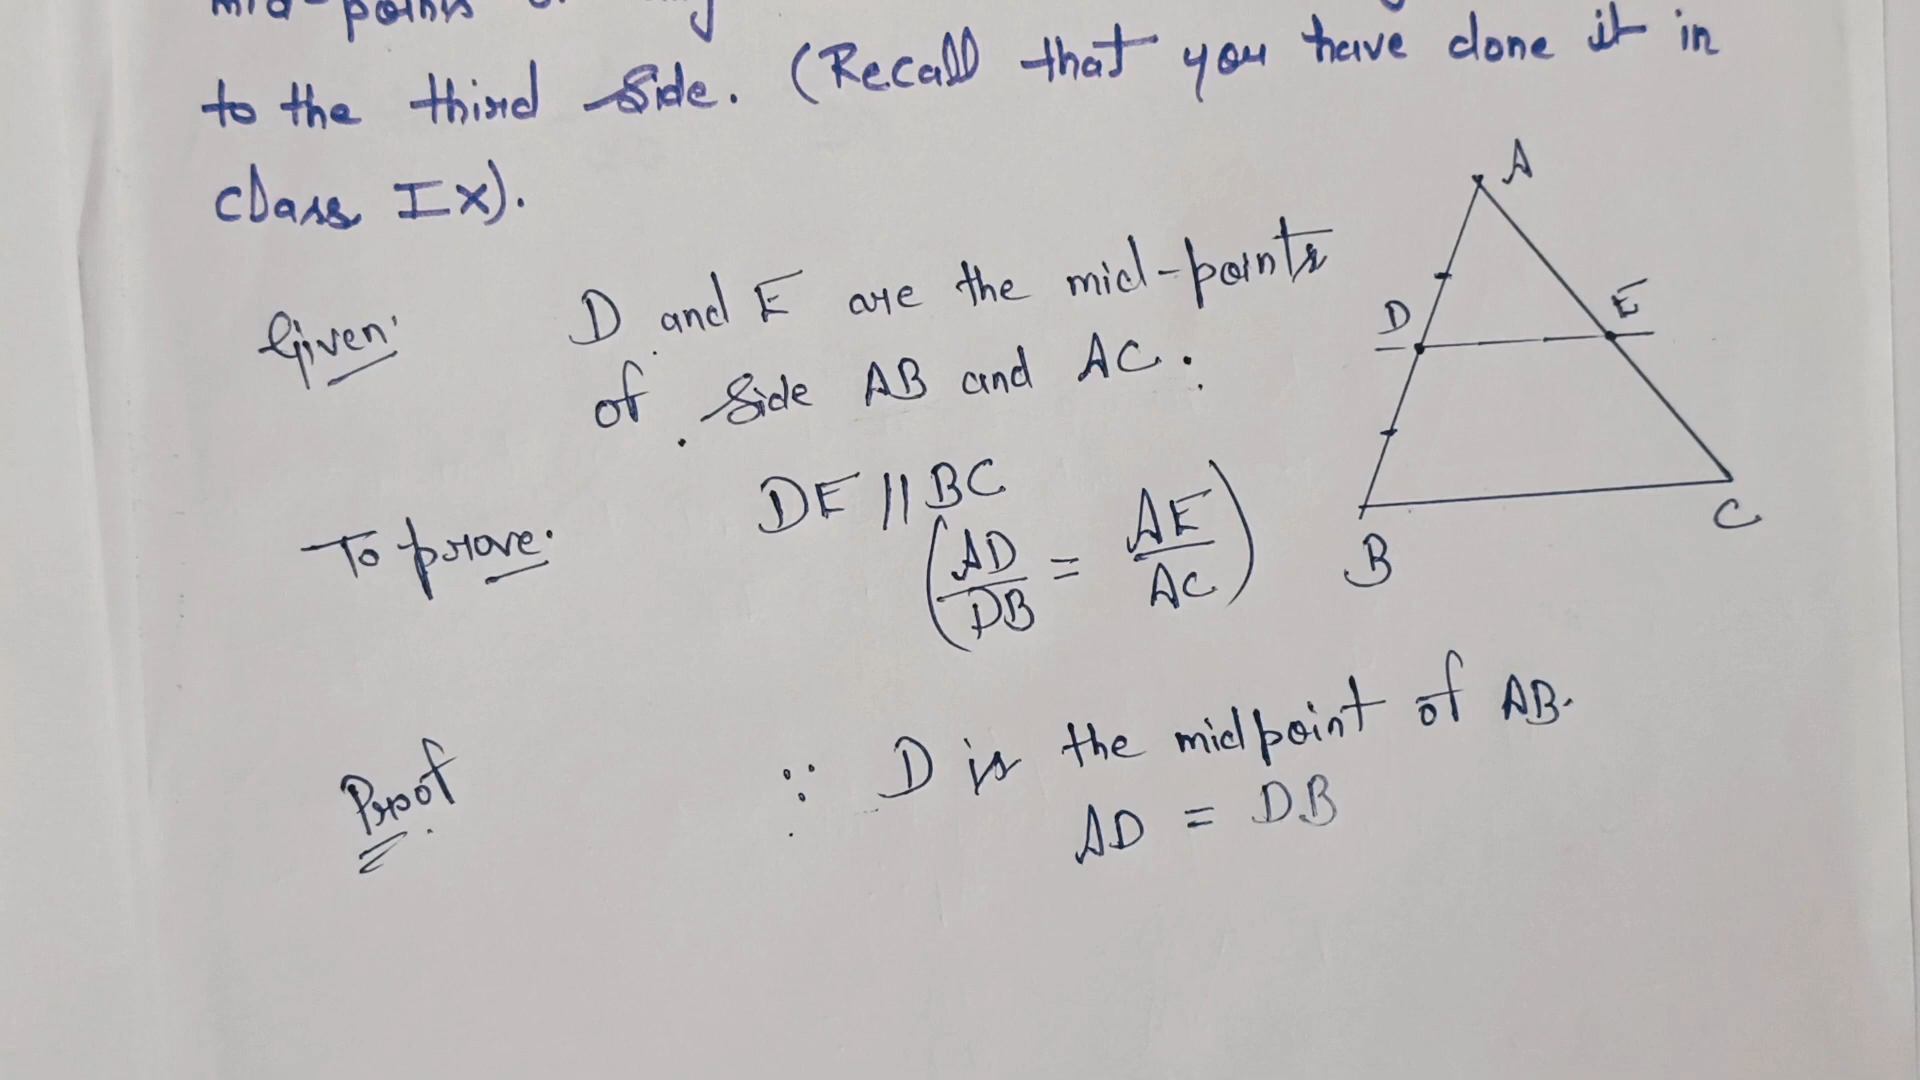 mid-points
to the third side. (Recall that you have done it in
class IX).
Given: D and E are the mid-points
of side AB and AC.
To prove: DE || BC
(AD/DB = AE/AC)
Proof ∵ D is the midpoint of AB.
AD = DB
A
D
E
B
C